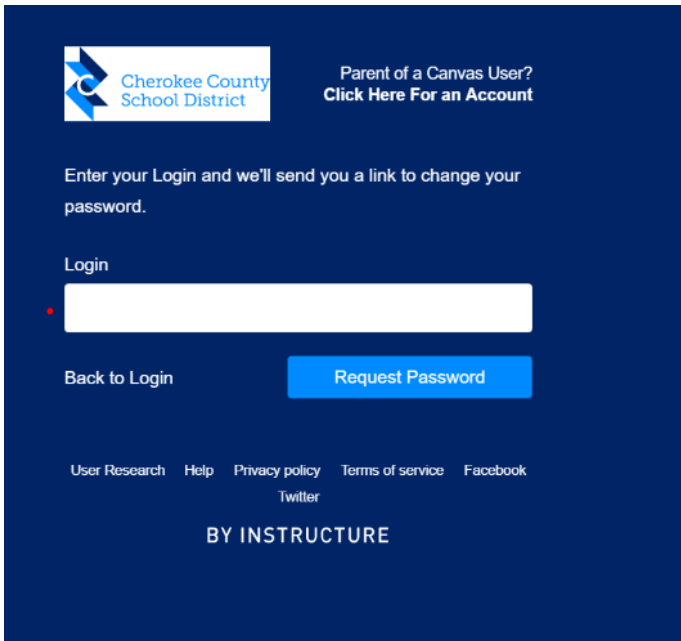 Cherokee County
School District
Parent of a Canvas User?
Click Here For an Account
Enter your Login and we'll send you a link to change your
password.
Login
Back to Login
Request Password
User Research Help Privacy policy Terms of service Facebook
Twitter
BY INSTRUCTURE